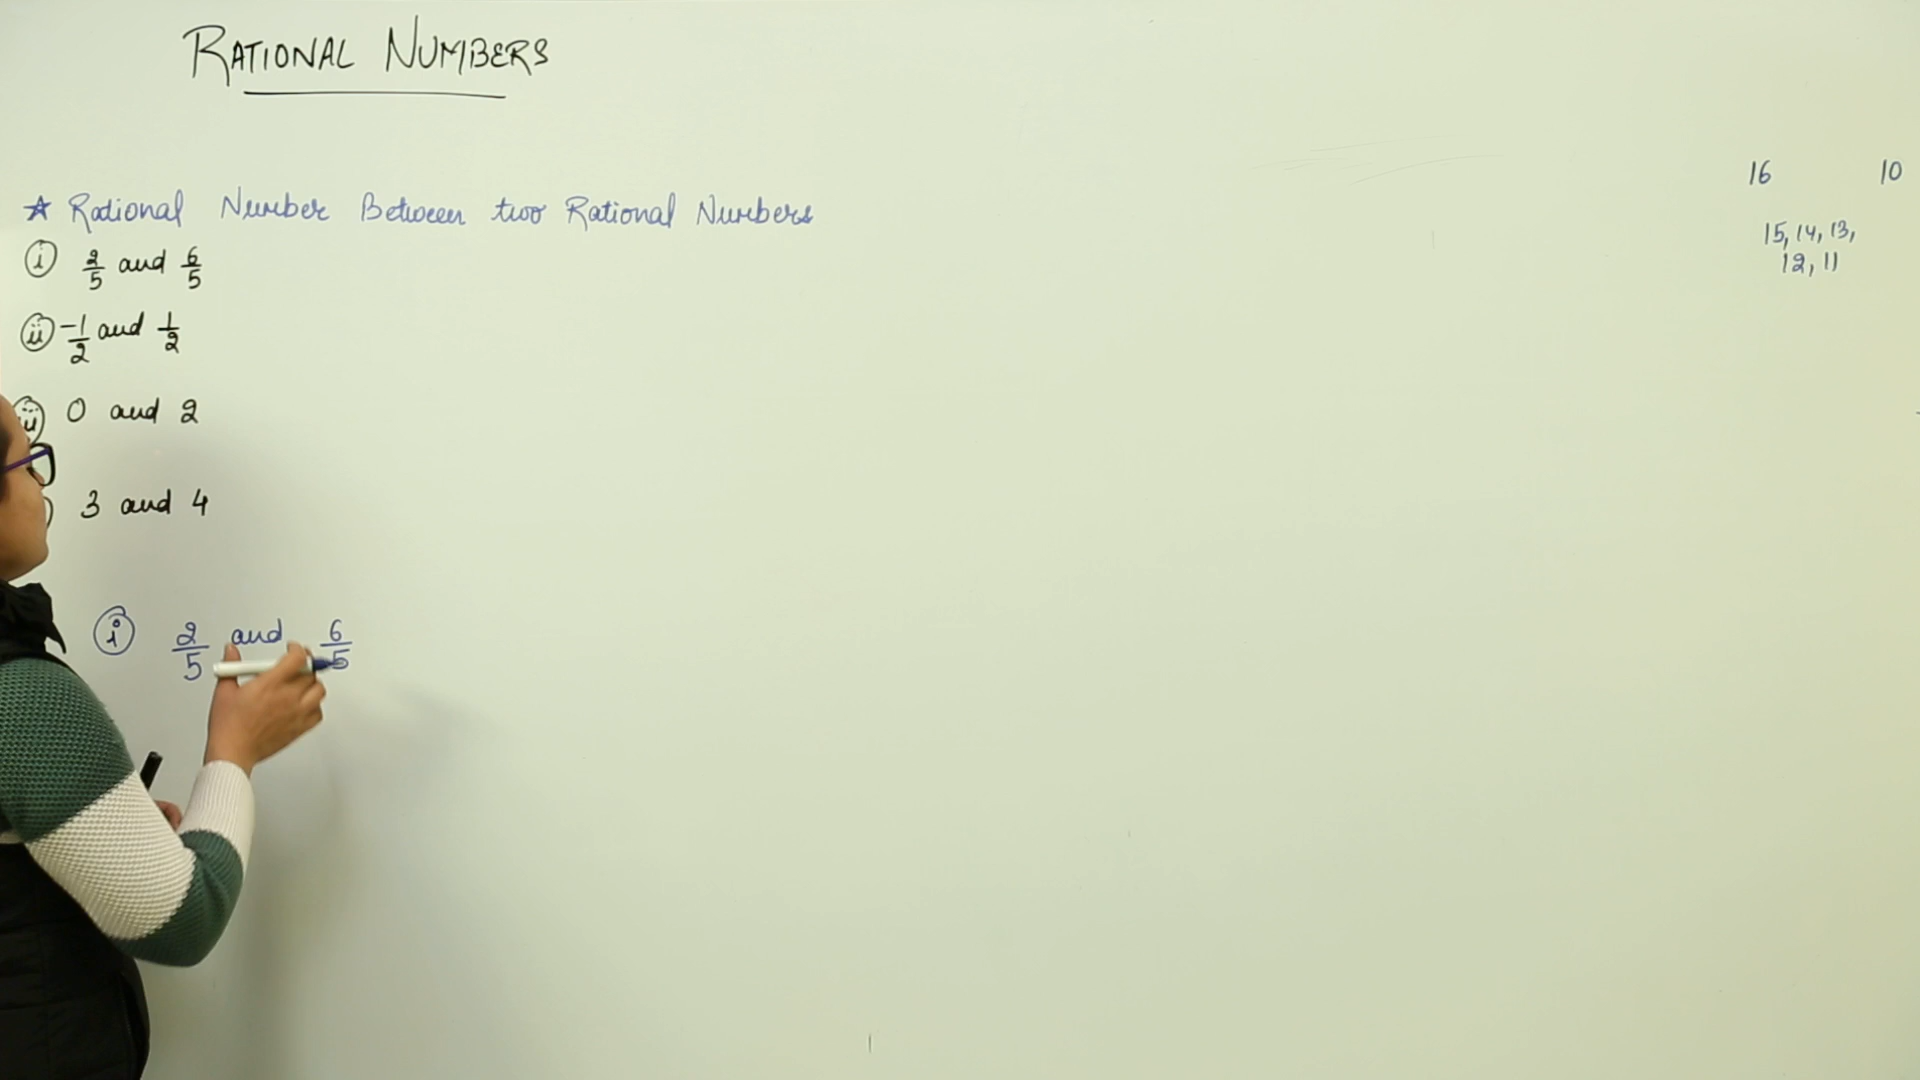 RATIONAL NUMBERS
16 10
15, 14, 13,
12, 11
★ Rational Number Between two Rational Numbers
(i) 2/5 and 6/5
(ii) -1/2 and 1/2
(iii) 0 and 2
3 and 4
(i) 2/5 and 6/5